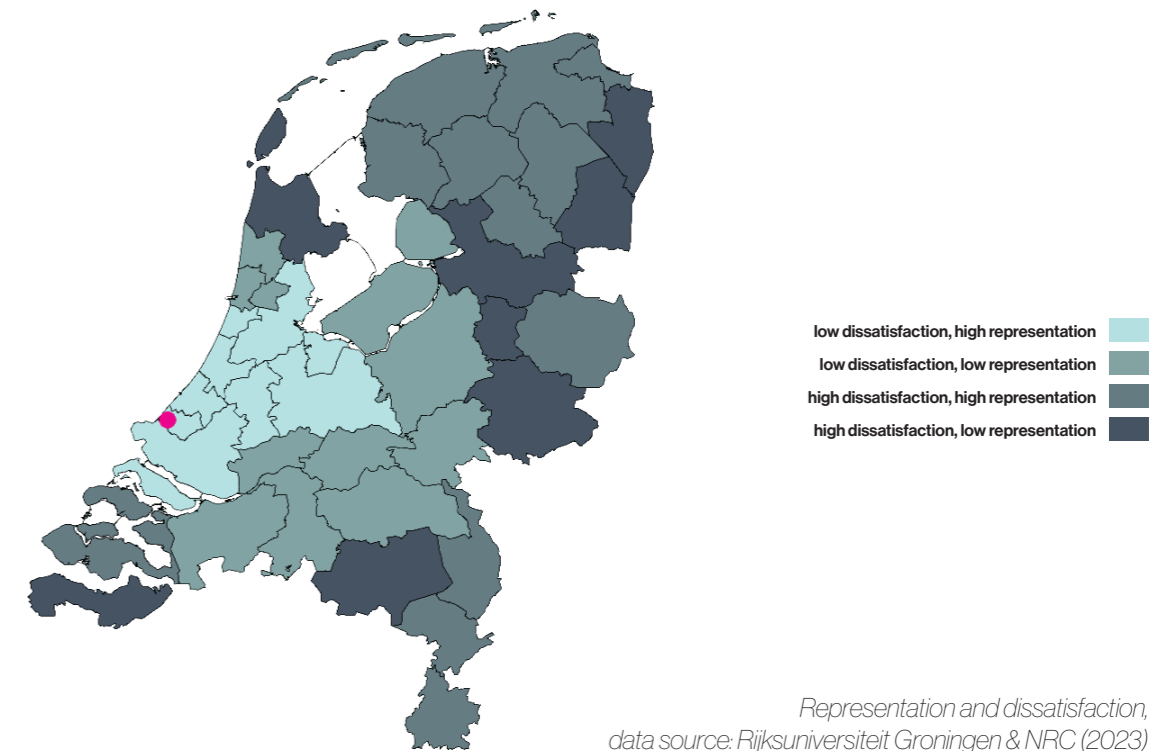 low dissatisfaction, high representation
low dissatisfaction, low representation
high dissatisfaction, high representation
high dissatisfaction, low representation
Representation and dissatisfaction,
data source: Rijksuniversiteit Groningen & NRC (2023)